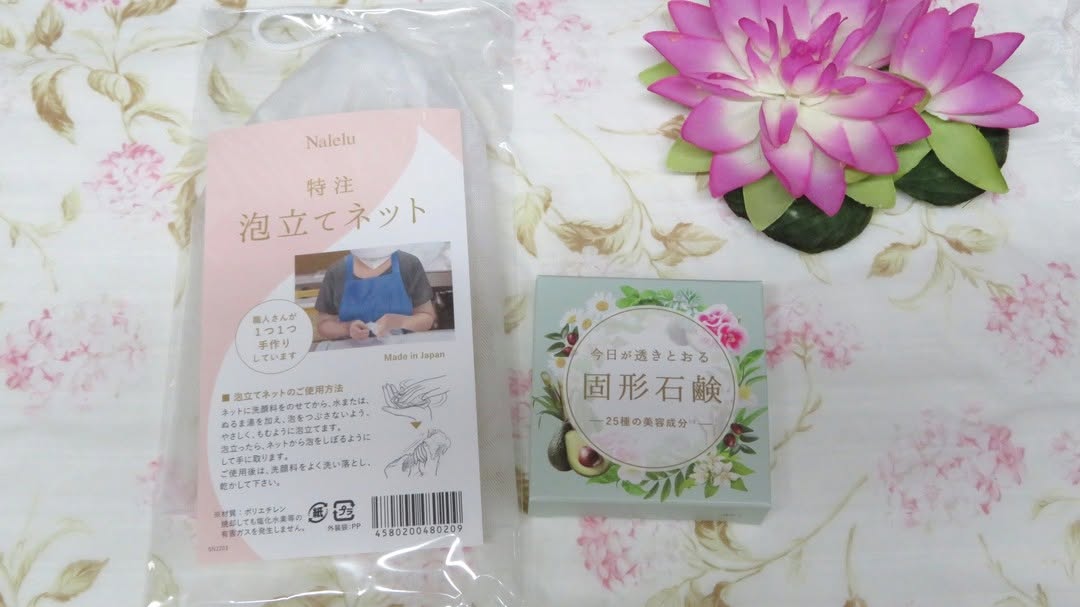 Nalelu
特注
泡立てネット
職人さんが
1つ1つ
手作り
しています
Made in Japan
■ 泡立てネットのご使用方法
ネットに洗顔料をのせてから、水または、
ぬるま湯を加え、泡をつぶさないよう、
やさしく、もむように泡立てます。
泡立ったら、ネットから泡をしぼるように
して手に取ります。
ご使用後は、洗顔料をよく洗い落とし、
乾かして下さい。
※材質：ポリエチレン
焼却しても塩化水素等の
有害ガスを発生しません。
紙
プラ
外装袋：PP
4580200480209
SN2203
今日が透きとおる
固形石鹸
25種の美容成分